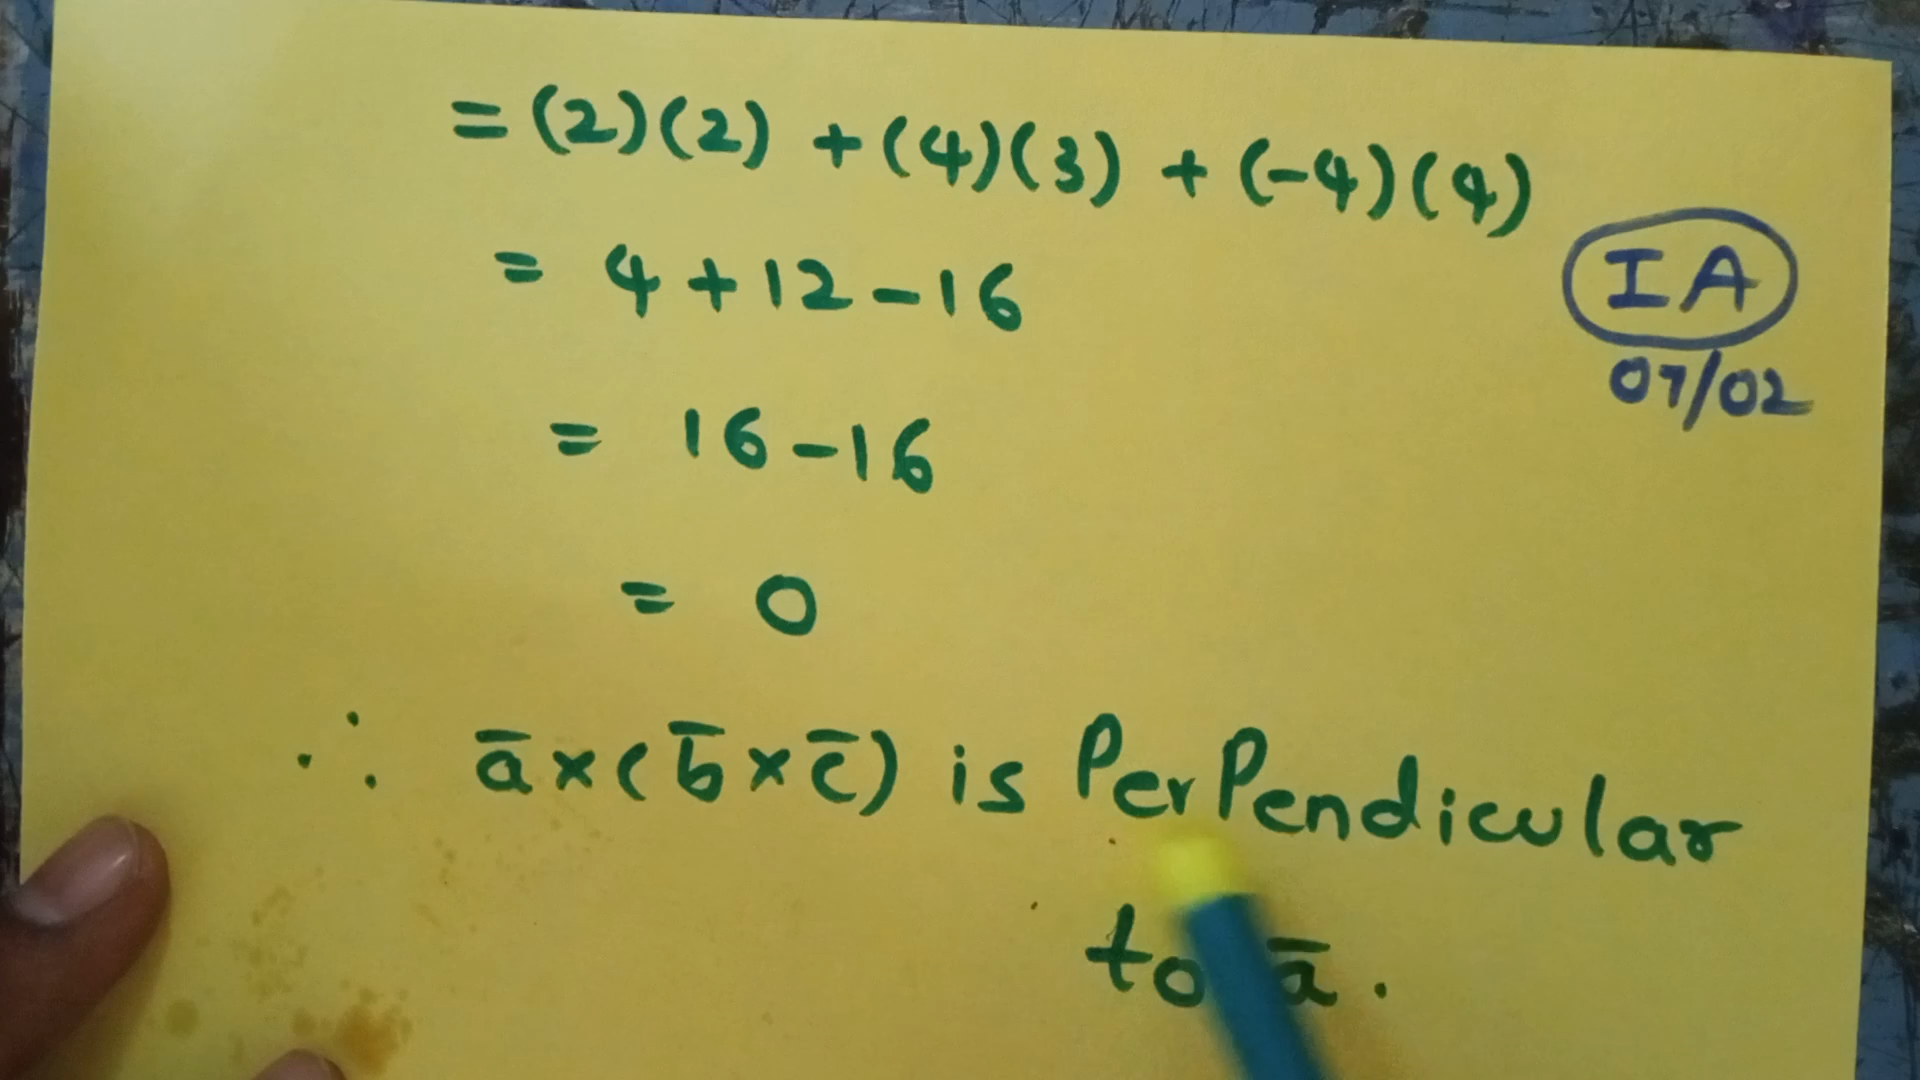 = (2)(2) + (4)(3) + (-4)(4)
IA
= 4 + 12 - 16
07/02
= 16 - 16
= 0
∴ a̅ × (b̅ × c̅) is Perpendicular
to a̅.